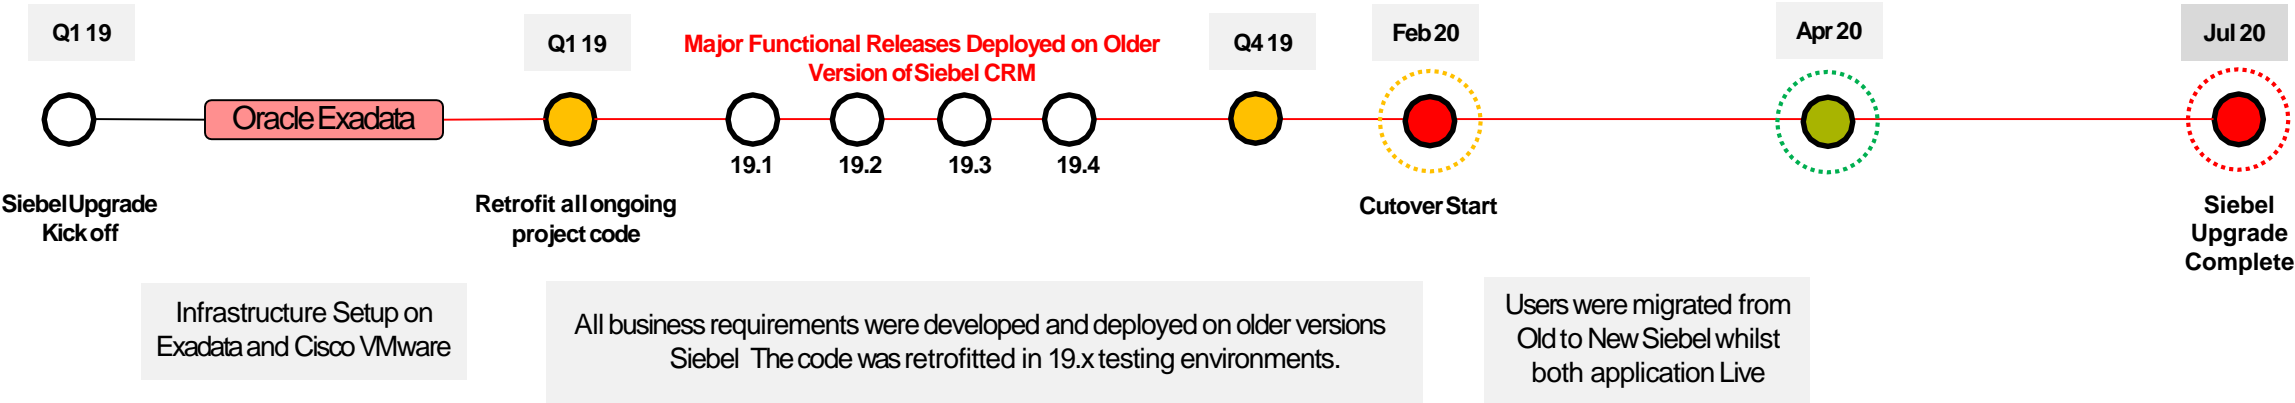 Q1 19
Q1 19
Major Functional Releases Deployed on Older
Version of Siebel CRM
Q4 19
Feb 20
Apr 20
Jul 20
Oracle Exadata
19.1
19.2
19.3
19.4
Siebel Upgrade
Kick off
Retrofit all ongoing
project code
Cutover Start
Siebel
Upgrade
Complete
Infrastructure Setup on
Exadata and Cisco VMware
All business requirements were developed and deployed on older versions
Siebel The code was retrofitted in 19.x testing environments.
Users were migrated from
Old to New Siebel whilst
both application Live